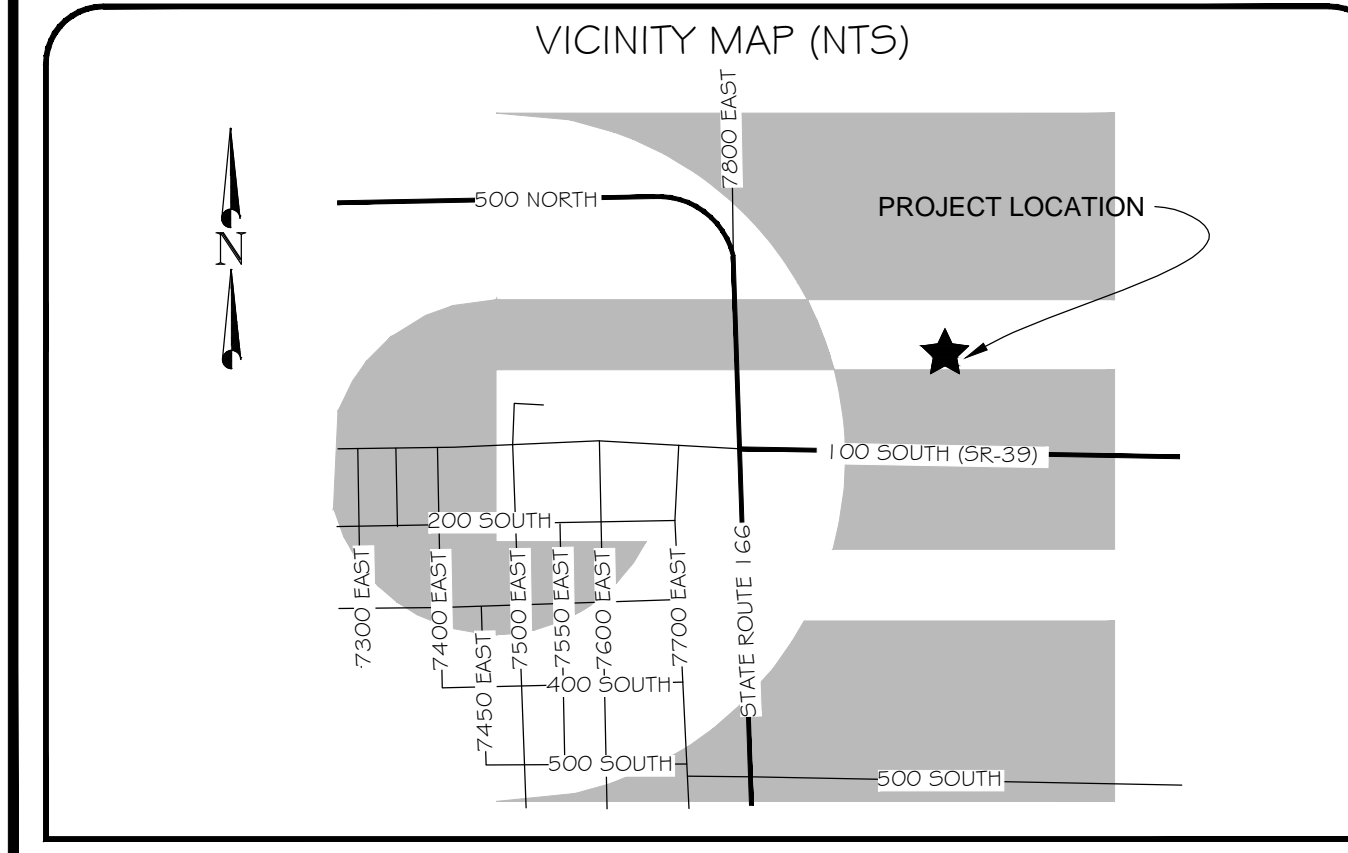 VICINITY MAP (NTS)
7800 EAST
500 NORTH
PROJECT LOCATION
N
100 SOUTH (SR-39)
200 SOUTH
7300 EAST
7400 EAST
7450 EAST
7500 EAST
7550 EAST
7600 EAST
7700 EAST
STATE ROUTE 166
400 SOUTH
500 SOUTH
500 SOUTH